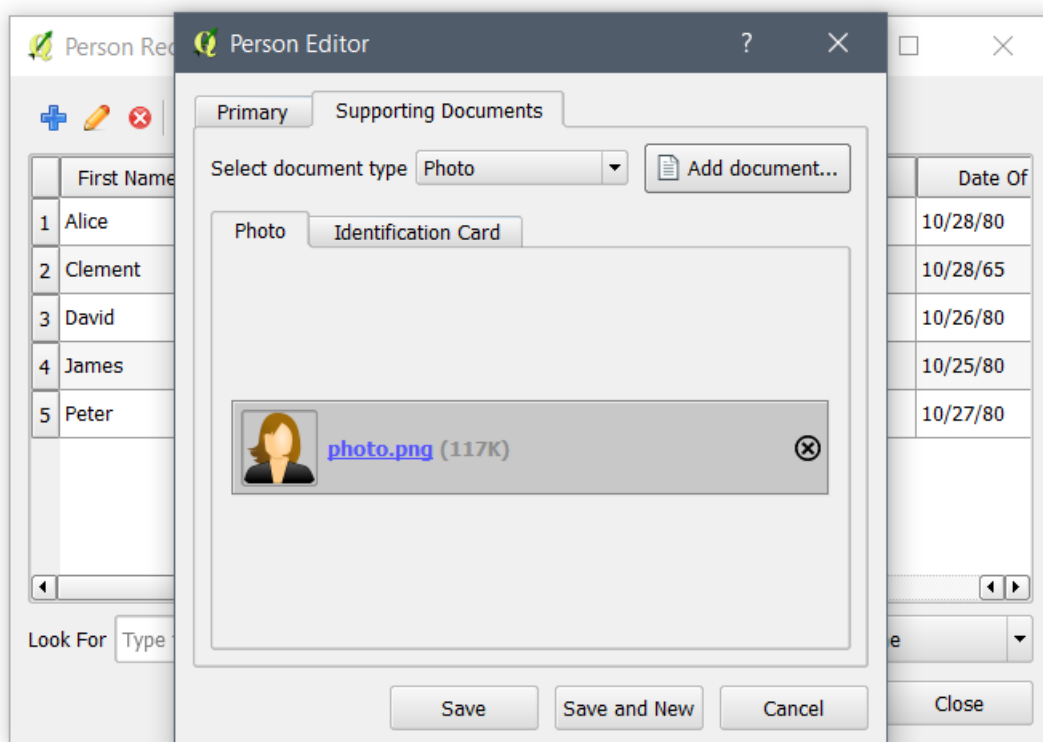 Person Rec
Person Editor
?
Primary
Supporting Documents
Select document type
Photo
Add document...
Photo
Identification Card
photo.png (117K)
Save
Save and New
Cancel
First Name
Date Of
1 Alice 10/28/80
2 Clement 10/28/65
3 David 10/26/80
4 James 10/25/80
5 Peter 10/27/80
Look For
Type
e
Close